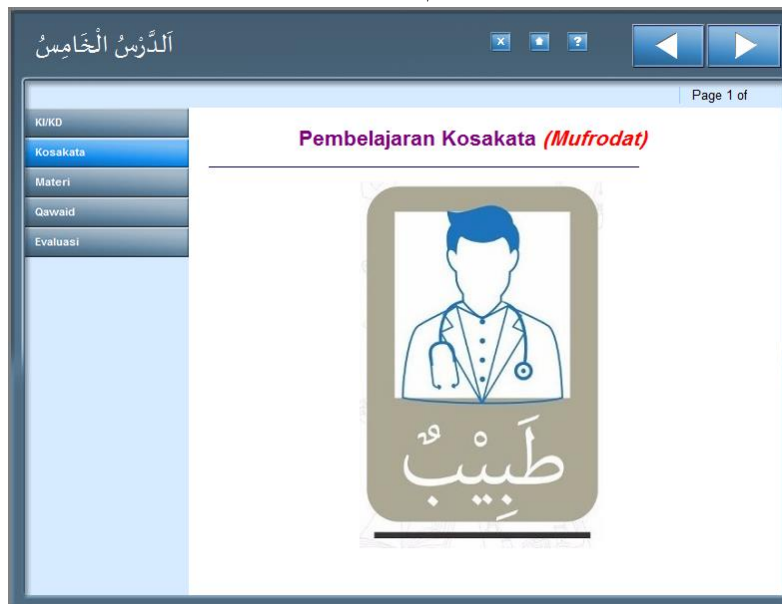 اَلدَّرْسُ الْخَامِسُ
x
?
Page 1 of
KI/KD
Kosakata
Materi
Qawaid
Evaluasi
Pembelajaran Kosakata (Mufrodat)
طَبِيْبٌ